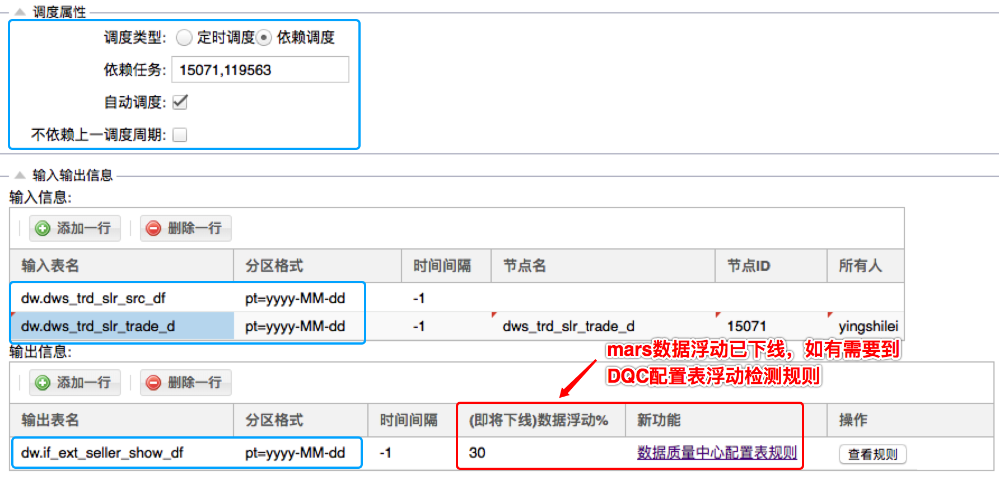 调度属性
调度类型: 定时调度 依赖调度
依赖任务: 15071,119563
自动调度:
不依赖上一调度周期:
输入输出信息
输入信息:
添加一行 删除一行
输入表名 分区格式 时间间隔 节点名 节点ID 所有人
dw.dws_trd_slr_src_df pt=yyyy-MM-dd -1
dw.dws_trd_slr_trade_d pt=yyyy-MM-dd -1 dws_trd_slr_trade_d 15071 yingshilei
输出信息:
mars数据浮动已下线，如有需要到
DQC配置表浮动检测规则
添加一行 删除一行
输出表名 分区格式 时间间隔 (即将下线)数据浮动% 新功能 操作
dw.if_ext_seller_show_df pt=yyyy-MM-dd -1 30 数据质量中心配置表规则 查看规则